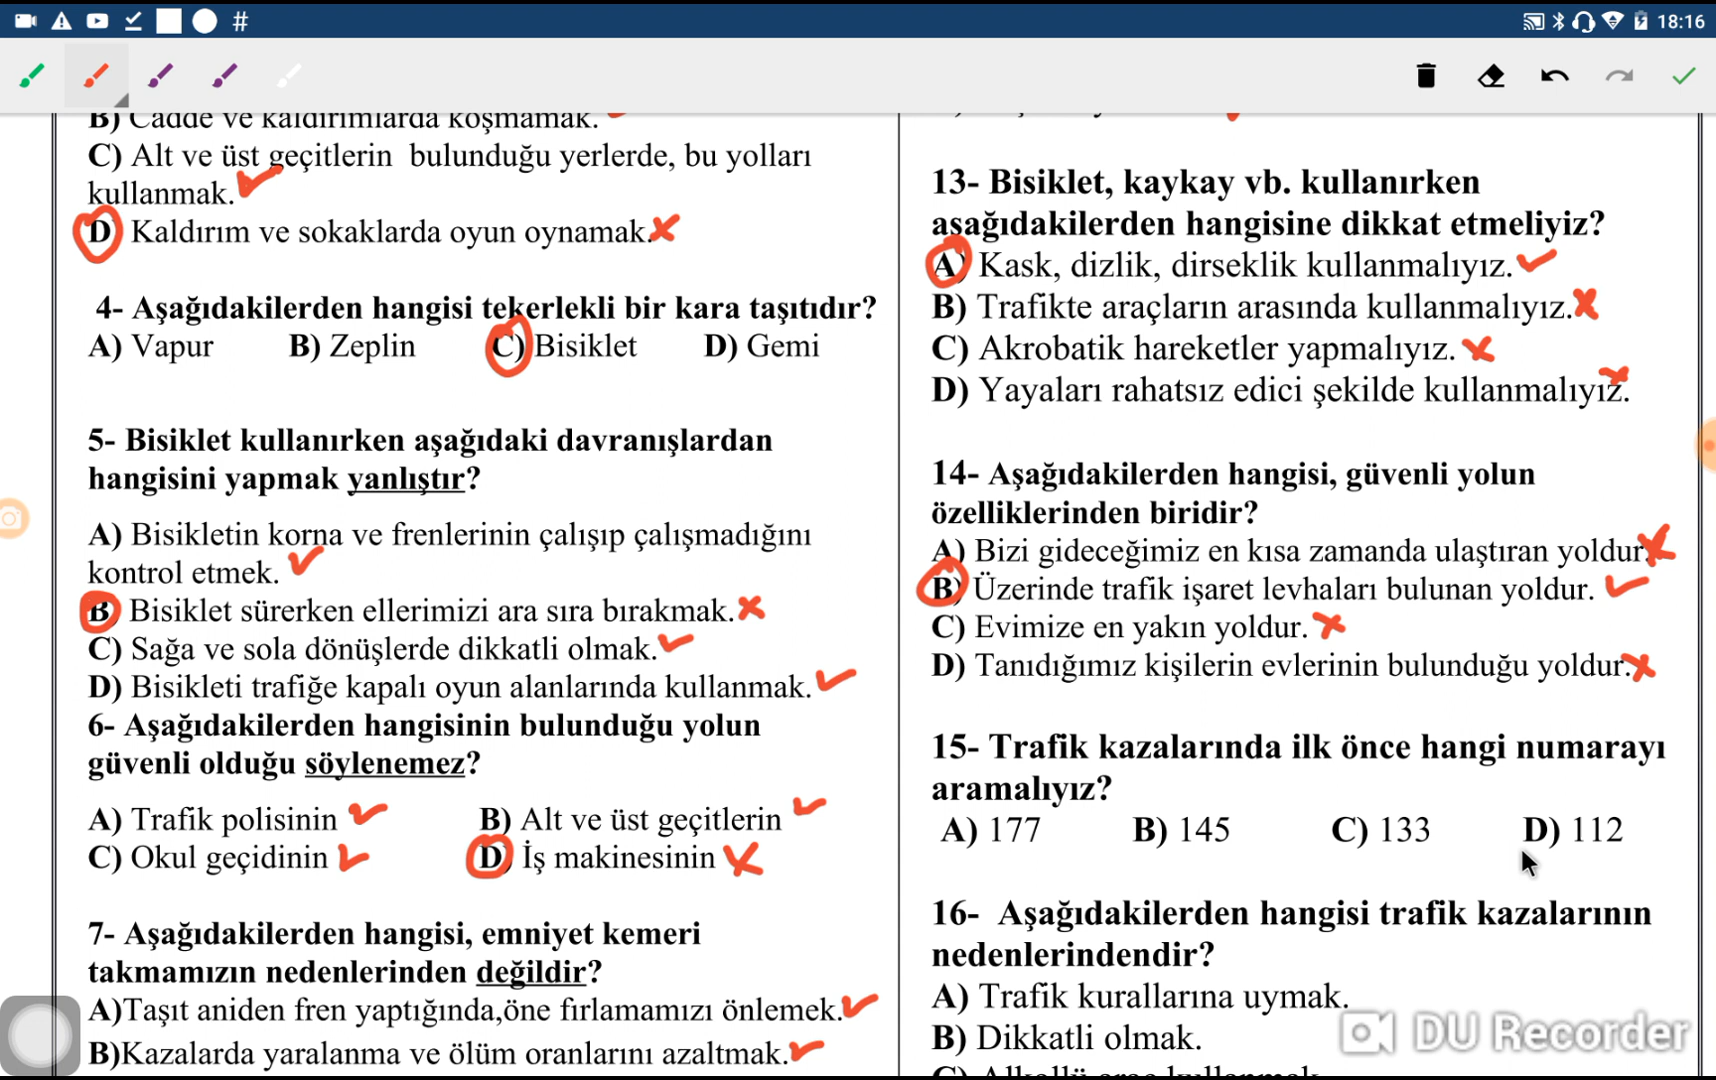 18:16
B) Cadde ve kaldırımlarda koşmamak.
C) Alt ve üst geçitlerin bulunduğu yerlerde, bu yolları
kullanmak.
D) Kaldırım ve sokaklarda oyun oynamak.
4- Aşağıdakilerden hangisi tekerlekli bir kara taşıtıdır?
A) Vapur B) Zeplin C) Bisiklet D) Gemi
5- Bisiklet kullanırken aşağıdaki davranışlardan
hangisini yapmak yanlıştır?
A) Bisikletin korna ve frenlerinin çalışıp çalışmadığını
kontrol etmek.
B) Bisiklet sürerken ellerimizi ara sıra bırakmak.
C) Sağa ve sola dönüşlerde dikkatli olmak.
D) Bisikleti trafiğe kapalı oyun alanlarında kullanmak.
6- Aşağıdakilerden hangisinin bulunduğu yolun
güvenli olduğu söylenemez?
A) Trafik polisinin B) Alt ve üst geçitlerin
C) Okul geçidinin D) İş makinesinin
7- Aşağıdakilerden hangisi, emniyet kemeri
takmamızın nedenlerinden değildir?
A)Taşıt aniden fren yaptığında,öne fırlamamızı önlemek.
B)Kazalarda yaralanma ve ölüm oranlarını azaltmak.
13- Bisiklet, kaykay vb. kullanırken
aşağıdakilerden hangisine dikkat etmeliyiz?
A) Kask, dizlik, dirseklik kullanmalıyız.
B) Trafikte araçların arasında kullanmalıyız.
C) Akrobatik hareketler yapmalıyız.
D) Yayaları rahatsız edici şekilde kullanmalıyız.
14- Aşağıdakilerden hangisi, güvenli yolun
özelliklerinden biridir?
A) Bizi gideceğimiz en kısa zamanda ulaştıran yoldur.
B) Üzerinde trafik işaret levhaları bulunan yoldur.
C) Evimize en yakın yoldur.
D) Tanıdığımız kişilerin evlerinin bulunduğu yoldur.
15- Trafik kazalarında ilk önce hangi numarayı
aramalıyız?
A) 177 B) 145 C) 133 D) 112
16- Aşağıdakilerden hangisi trafik kazalarının
nedenlerindendir?
A) Trafik kurallarına uymak.
B) Dikkatli olmak.
C) Alkollü araç kullanmak.
DU Recorder